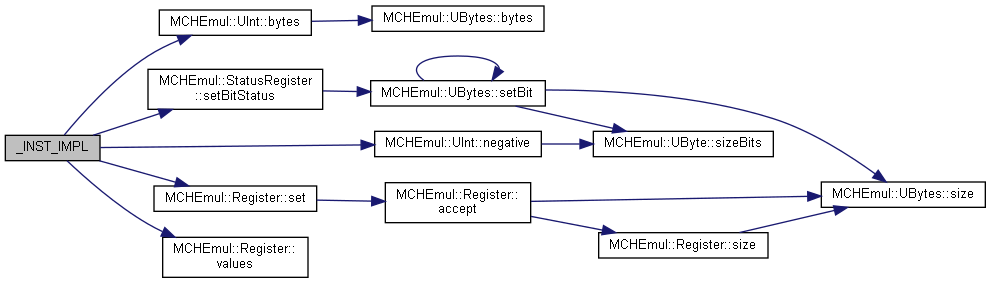 MCHEmul::UInt::bytes
MCHEmul::UBytes::bytes
MCHEmul::StatusRegister
::setBitStatus
MCHEmul::UBytes::setBit
_INST_IMPL
MCHEmul::UInt::negative
MCHEmul::UByte::sizeBits
MCHEmul::Register::set
MCHEmul::Register::
accept
MCHEmul::UBytes::size
MCHEmul::Register::size
MCHEmul::Register::
values